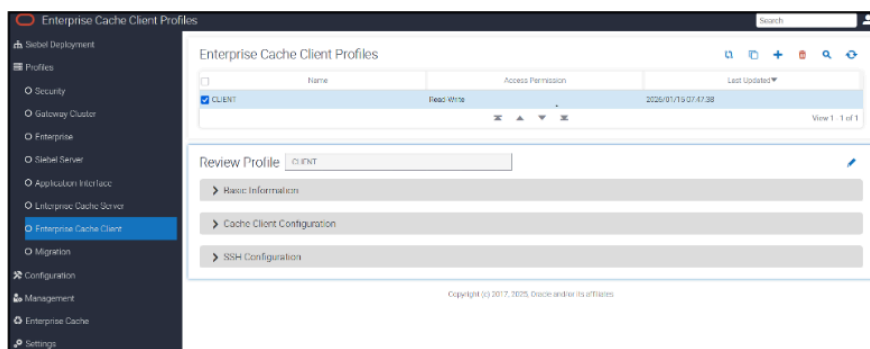 Enterprise Cache Client Profiles
Search
Siebel Deployment
Profiles
Security
Gateway Cluster
Enterprise
Siebel Server
Application Interface
Enterprise Cache Server
Enterprise Cache Client
Migration
Configuration
Management
Enterprise Cache
Settings
Enterprise Cache Client Profiles
Name Access Permission Last Updated
CLIENT Read Write 2026/01/15 07:47:38
View 1 - 1 of 1
Review Profile CLIENT
Basic Information
Cache Client Configuration
SSH Configuration
Copyright (c) 2017, 2025, Oracle and/or its affiliates